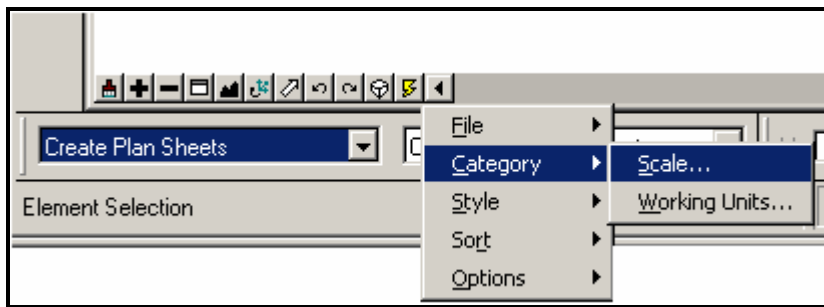 Create Plan Sheets
Element Selection
File
Category
Style
Sort
Options
Scale...
Working Units...